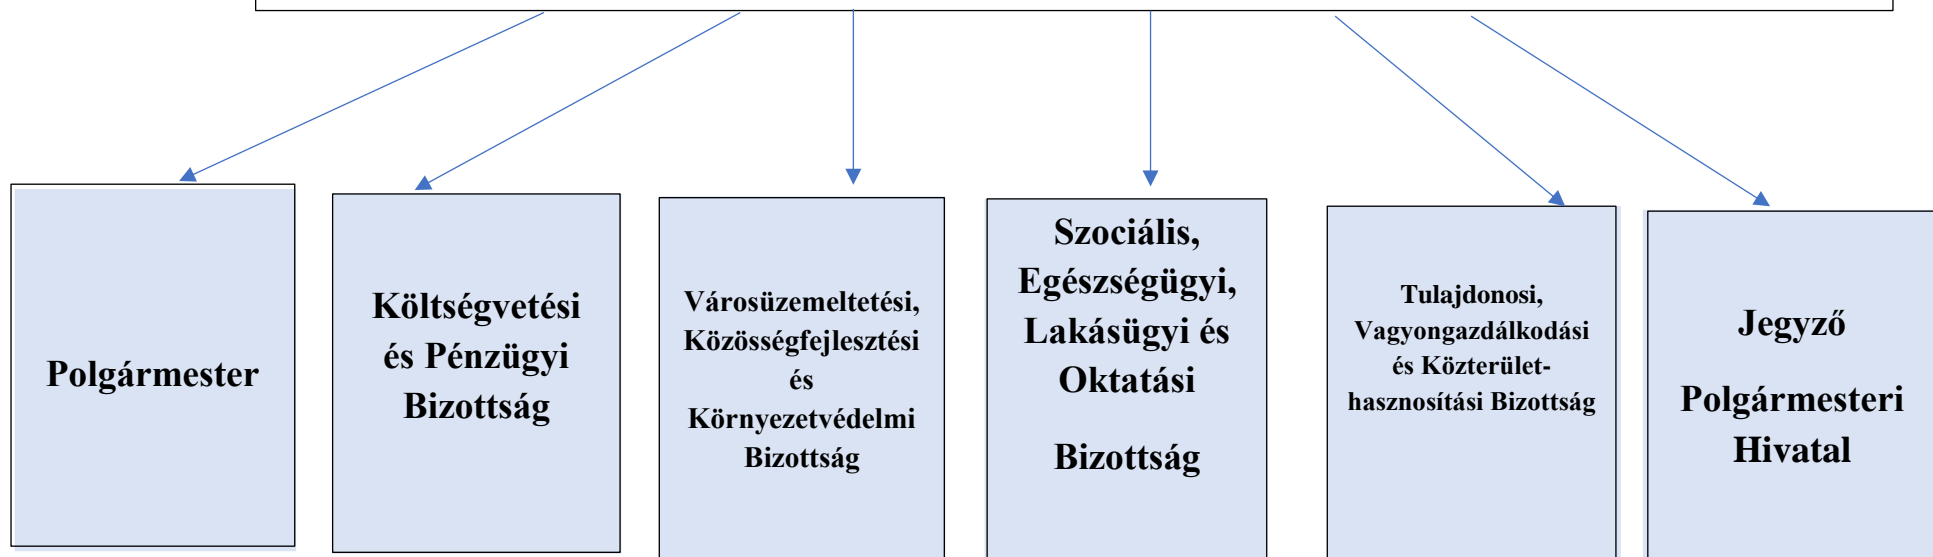 Polgármester
Költségvetési
és Pénzügyi
Bizottság
Városüzemeltetési,
Közösségfejlesztési
és
Környezetvédelmi
Bizottság
Szociális,
Egészségügyi,
Lakásügyi és
Oktatási
Bizottság
Tulajdonosi,
Vagyongazdálkodási
és Közterület-
hasznosítási Bizottság
Jegyző
Polgármesteri
Hivatal